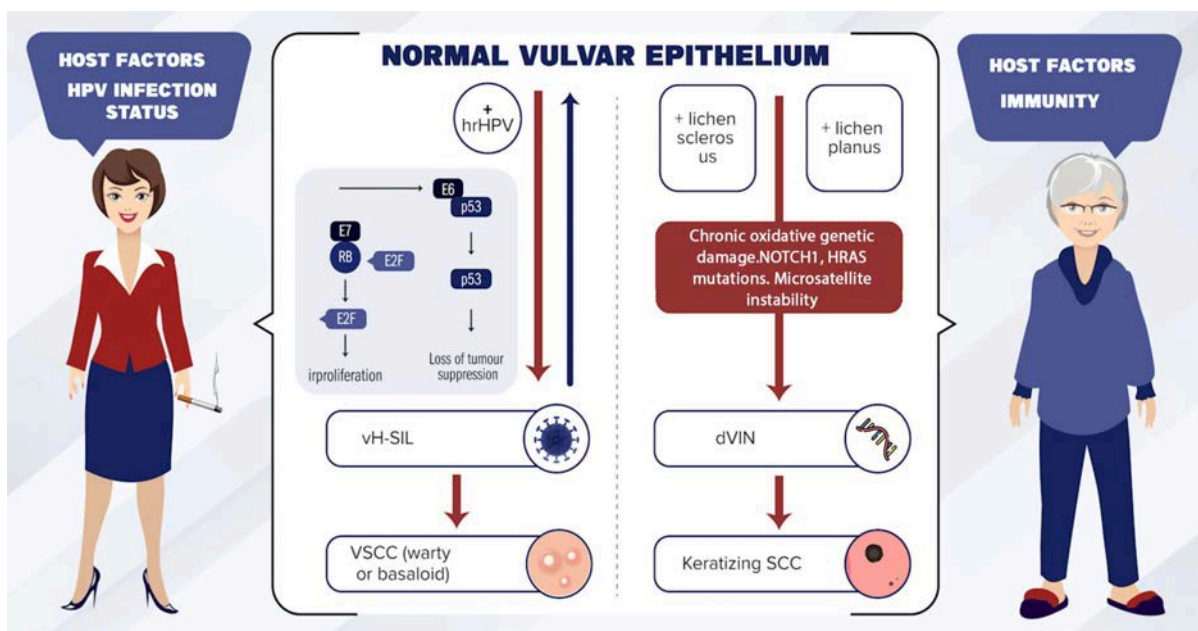 HOST FACTORS
HPV INFECTION
STATUS
NORMAL VULVAR EPITHELIUM
+
hrHPV
E6
p53
E7
RB
E2F
p53
E2F
irproliferation
Loss of tumour
suppression
vH-SIL
VSCC (warty
or basaloid)
+ lichen
scleros
us
+ lichen
planus
Chronic oxidative genetic
damage.NOTCH1, HRAS
mutations. Microsatellite
instability
dVIN
Keratizing SCC
HOST FACTORS
IMMUNITY